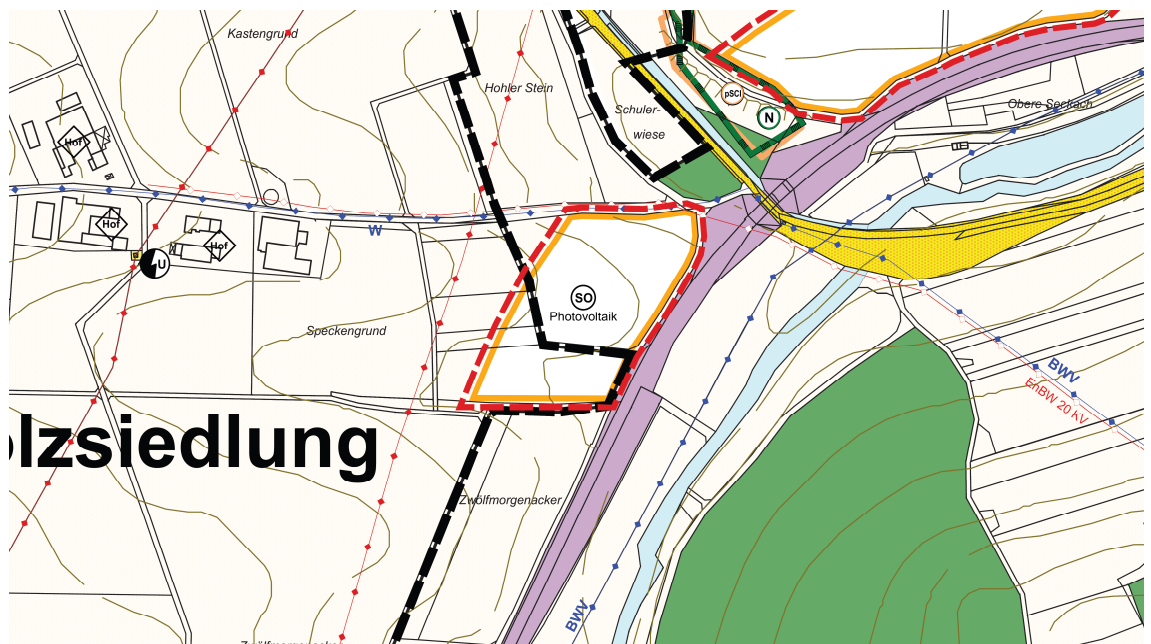 Kastengrund
Hohler Stein
pSCI
N
Schuler-
wiese
Obere Seckach
Hof
Hof
Hof
W
U
SO
Photovoltaik
Speckengrund
BWV
EnBW 20 kV
olzsiedlung
Zwölfmorgenacker
BWV
Zwölfmorgenacker